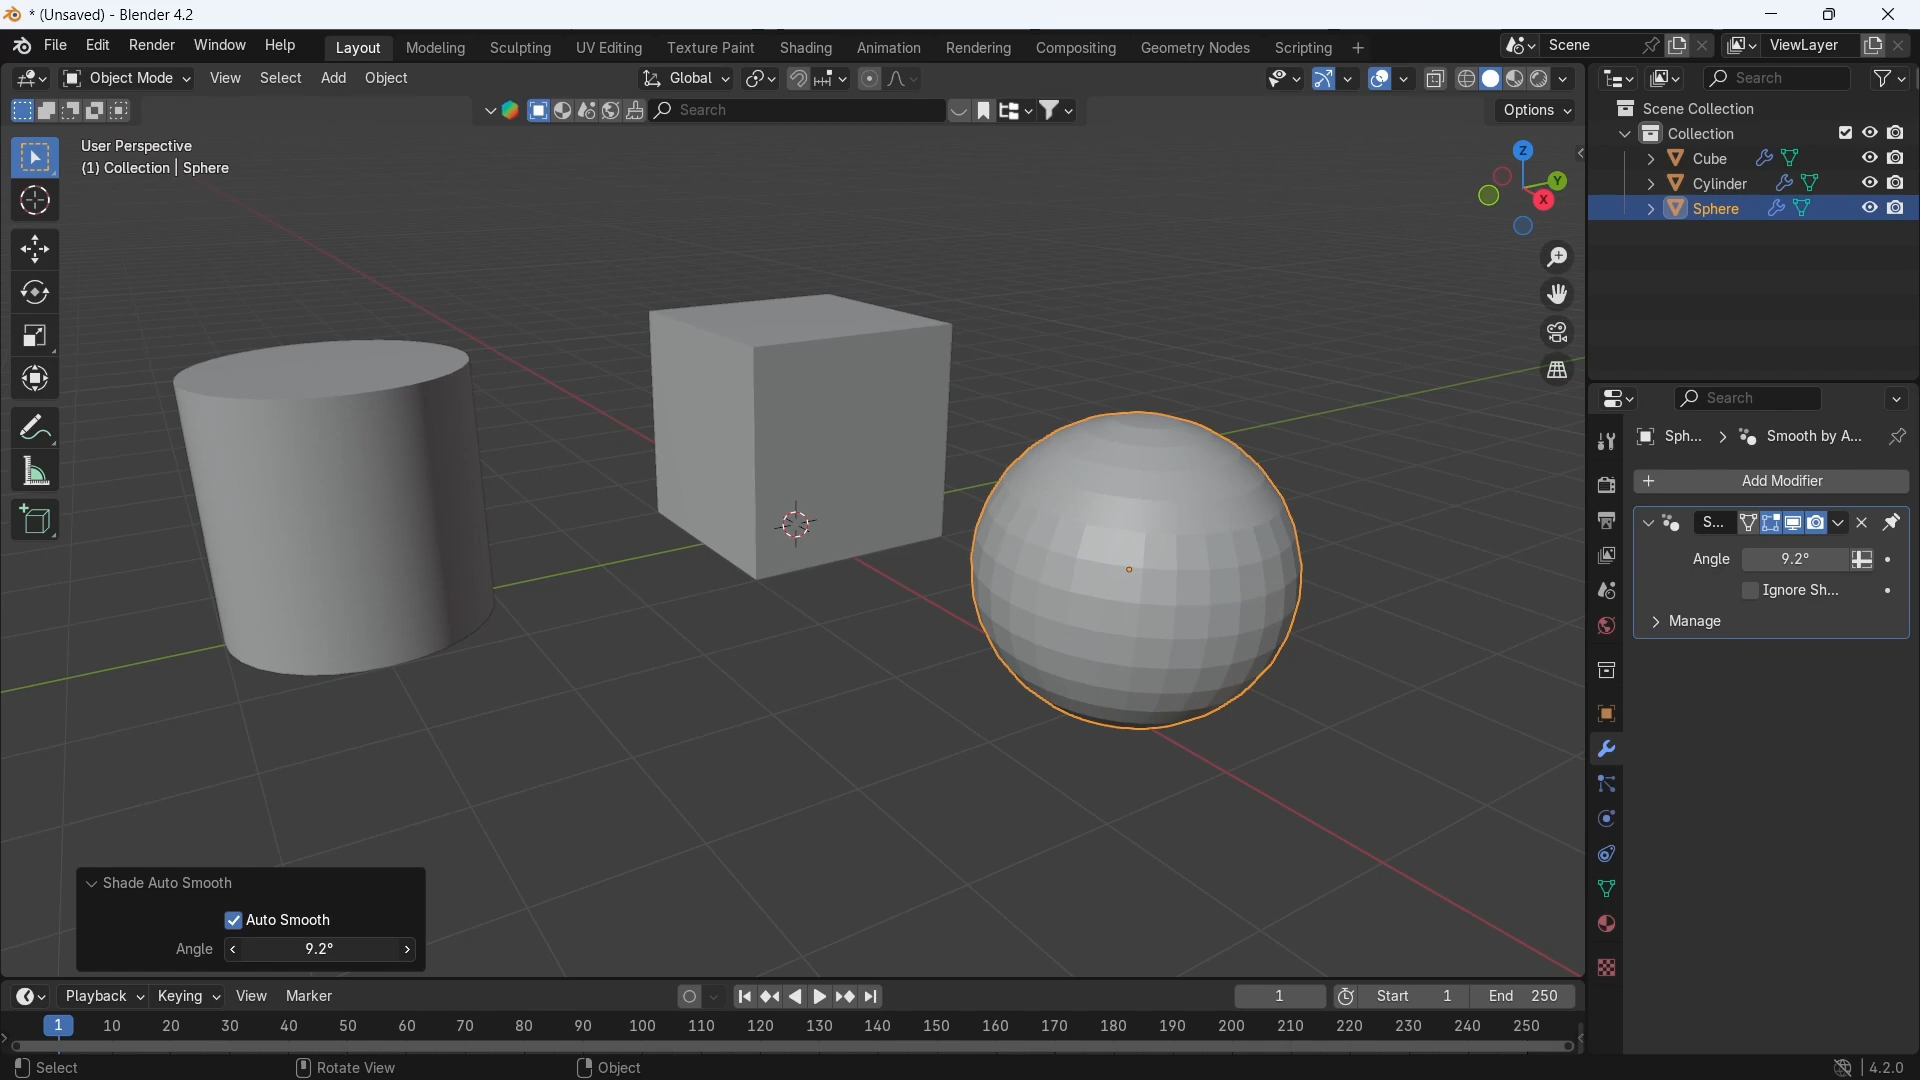 * (Unsaved) - Blender 4.2
File Edit Render Window Help Layout Modeling Sculpting UV Editing Texture Paint Shading Animation Rendering Compositing Geometry Nodes Scripting + Scene ViewLayer
Object Mode View Select Add Object Global Search
Search Options
User Perspective
(1) Collection | Sphere
Z
Y
X
Scene Collection
Collection
Cube
Cylinder
Sphere
Search
Sph... > Smooth by A...
+ Add Modifier
S...
Angle 9.2°
Ignore Sh...
Manage
Shade Auto Smooth
Auto Smooth
Angle 9.2°
Playback Keying View Marker 1 Start 1 End 250
1 10 20 30 40 50 60 70 80 90 100 110 120 130 140 150 160 170 180 190 200 210 220 230 240 250
Select Rotate View Object 4.2.0